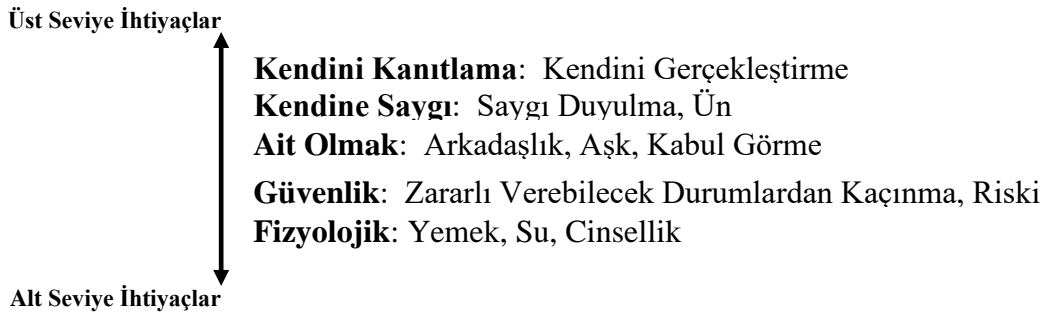 Üst Seviye İhtiyaçlar
Kendini Kanıtlama: Kendini Gerçekleştirme
Kendine Saygı: Saygı Duyulma, Ün
Ait Olmak: Arkadaşlık, Aşk, Kabul Görme
Güvenlik: Zararlı Verebilecek Durumlardan Kaçınma, Riski
Fizyolojik: Yemek, Su, Cinsellik
Alt Seviye İhtiyaçlar